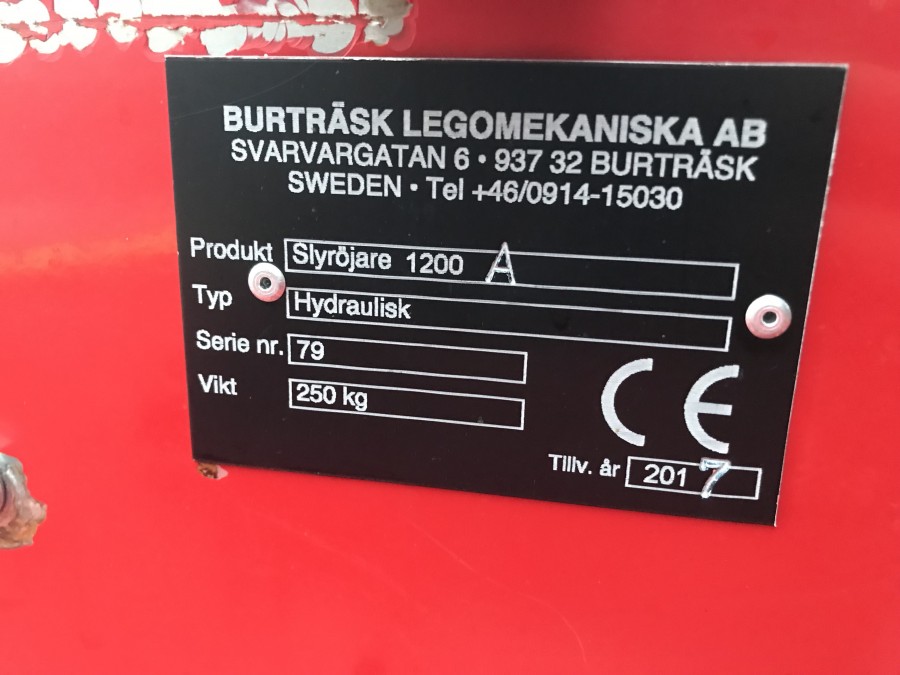 BURTRÄSK LEGOMEKANISKA AB
SVARVARGATAN 6 • 937 32 BURTRÄSK
SWEDEN • Tel +46/0914-15030
Produkt Slyröjare 1200 A
Typ Hydraulisk
Serie nr. 79
Vikt 250 kg
CE
Tillv. år 2017